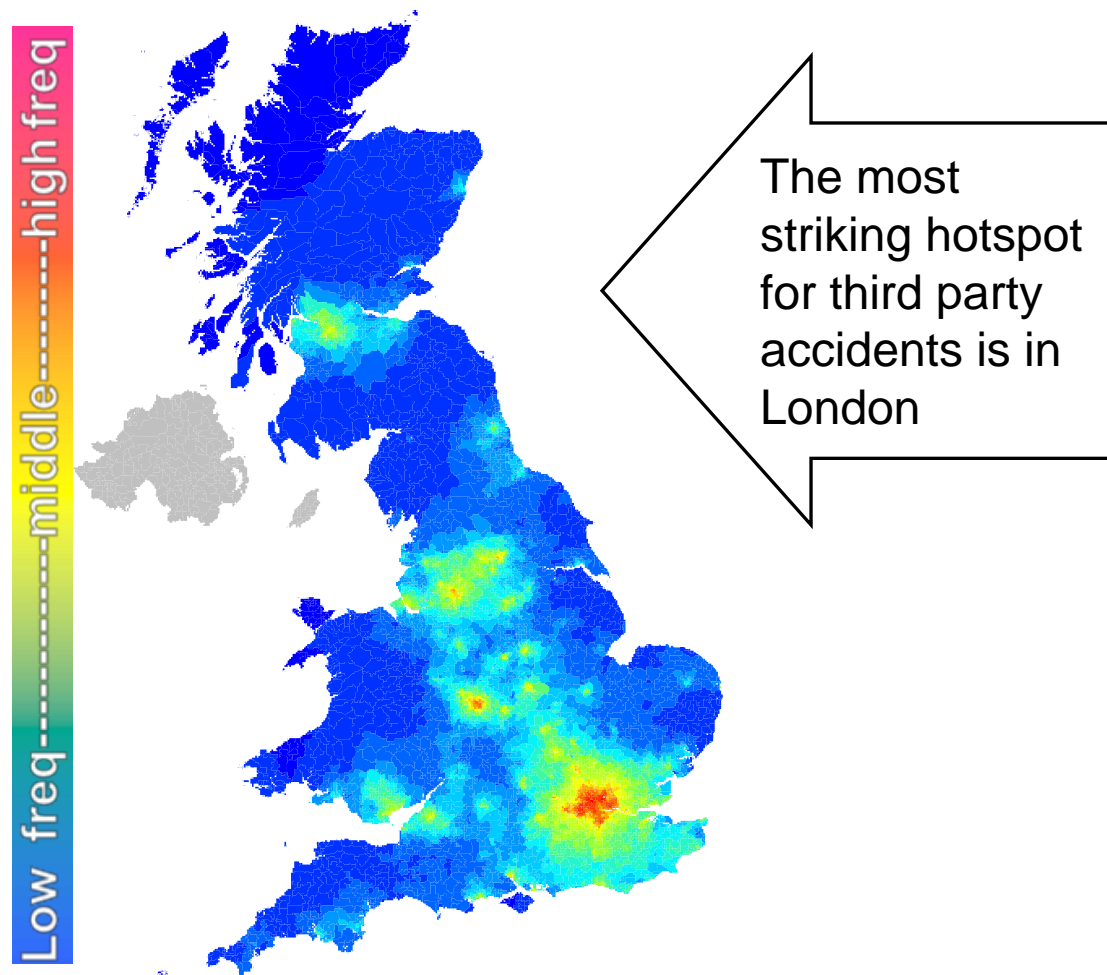 Low freq-----------middle------------high freq
The most
striking hotspot
for third party
accidents is in
London